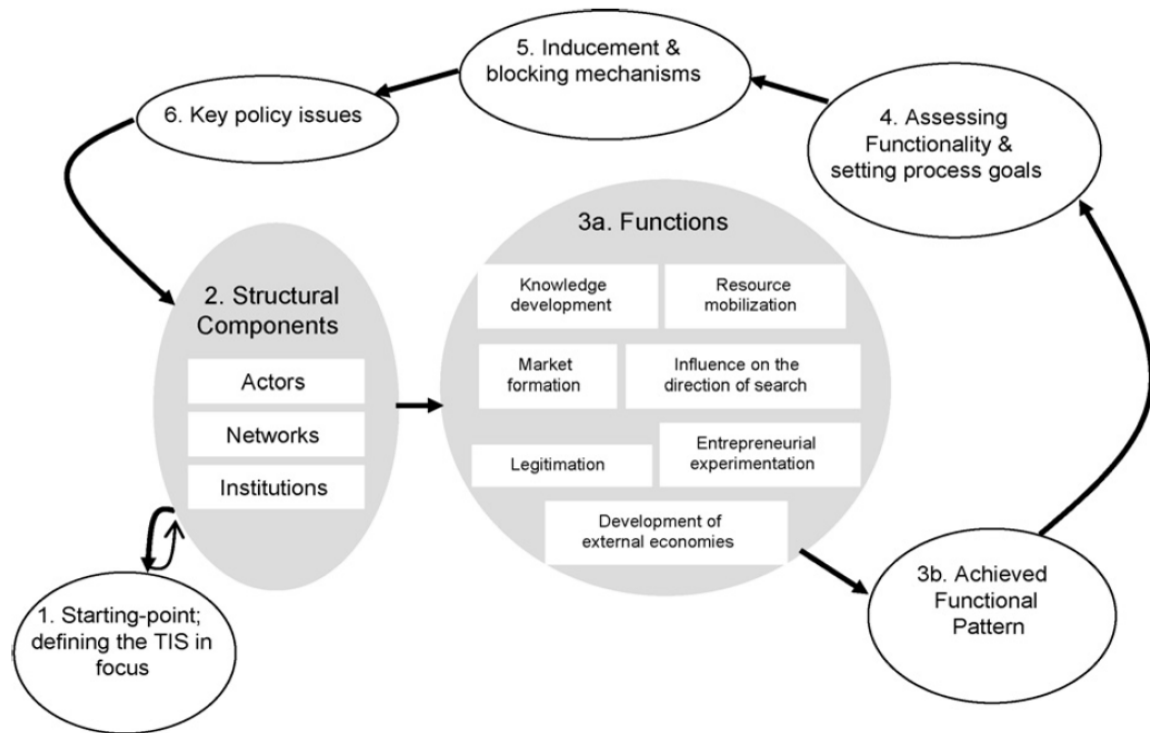 5. Inducement &
blocking mechanisms
6. Key policy issues
4. Assessing
Functionality &
setting process goals
3a. Functions
Knowledge
development
Resource
mobilization
Market
formation
Influence on the
direction of search
Legitimation
Entrepreneurial
experimentation
Development of
external economies
2. Structural
Components
Actors
Networks
Institutions
1. Starting-point;
defining the TIS in
focus
3b. Achieved
Functional
Pattern